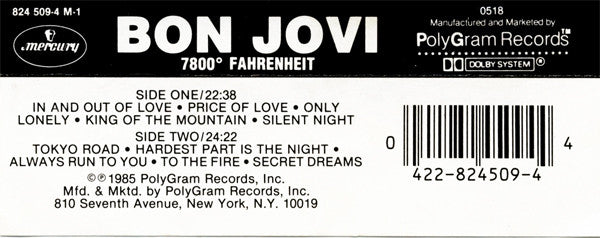 824 509-4 M-1
mercury
BON JOVI
7800° FAHRENHEIT
0518
Manufactured and Marketed by
PolyGram Records™
DOLBY SYSTEM®
SIDE ONE/22:38
IN AND OUT OF LOVE • PRICE OF LOVE • ONLY
LONELY • KING OF THE MOUNTAIN • SILENT NIGHT
SIDE TWO/24:22
TOKYO ROAD • HARDEST PART IS THE NIGHT •
ALWAYS RUN TO YOU • TO THE FIRE • SECRET DREAMS
©℗1985 PolyGram Records, Inc.
Mfd. & Mktd. by PolyGram Records, Inc.
810 Seventh Avenue, New York, N.Y. 10019
0 4
422-824509-4